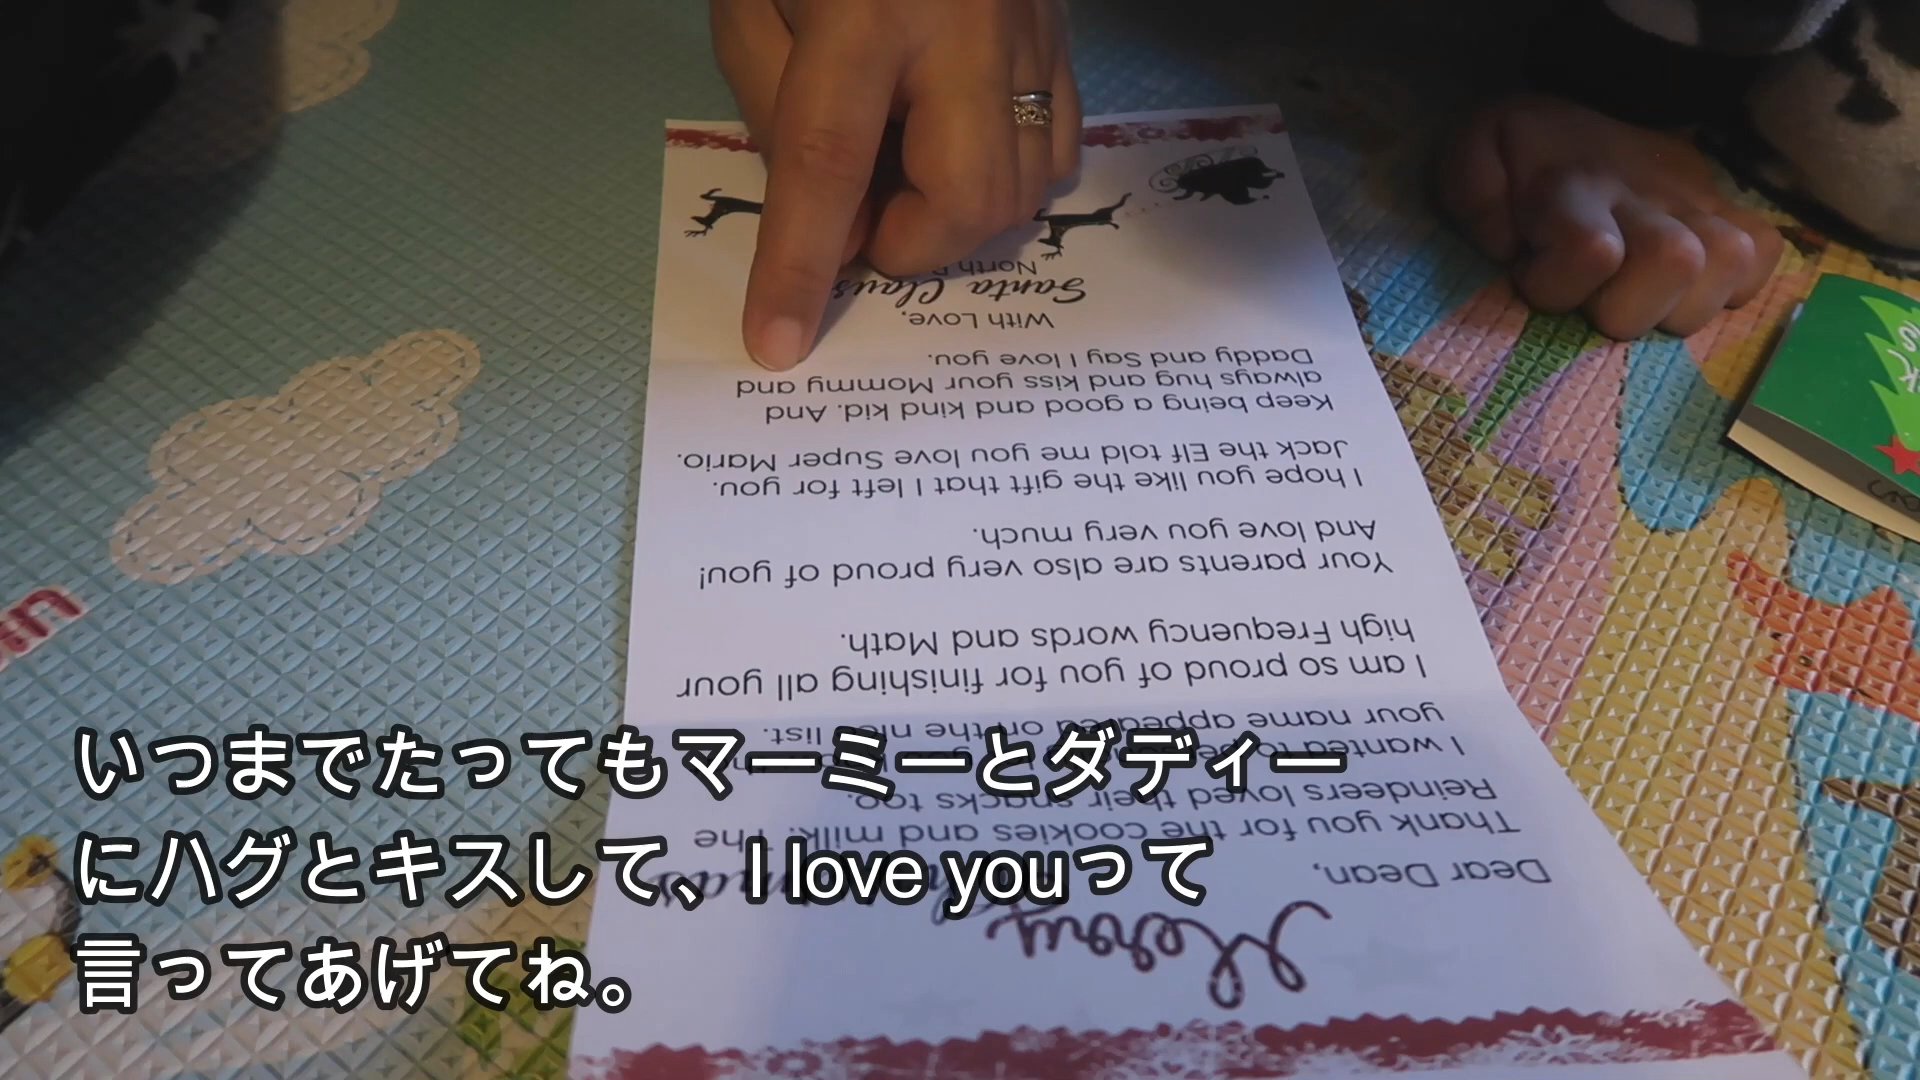 Merry
Dear Dean,
Thank you for the cookies and milk. The
Reindeers loved their snacks too.
I wanted to
your name appeared on the nice list.
I am so proud of you for finishing all your
high Frequency words and Math.
Your parents are also very proud of you!
And love you very much.
I hope you like the gift that I left for you.
Jack the Elf told me you love Super Mario.
Keep being a good and kind kid. And
always hug and kiss your Mommy and
Daddy and Say I love you.
With Love,
Santa Claus
North
いつまでたってもマーミーとダディー
にハグとキスして、I love youって
言ってあげてね。